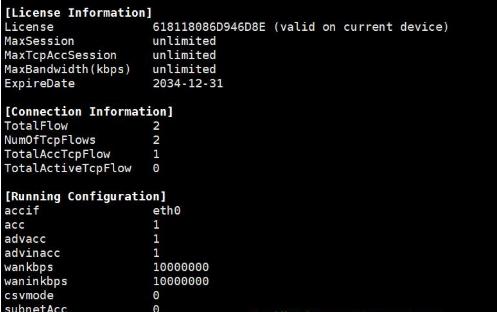 [License Information]
License 618118086D946D8E (valid on current device)
MaxSession unlimited
MaxTcpAccSession unlimited
MaxBandwidth(kbps) unlimited
ExpireDate 2034-12-31
[Connection Information]
TotalFlow 2
NumOfTcpFlows 2
TotalAccTcpFlow 1
TotalActiveTcpFlow 0
[Running Configuration]
accif eth0
acc 1
advacc 1
advinacc 1
wankbps 10000000
waninkbps 10000000
csvmode 0
subnetAcc 0